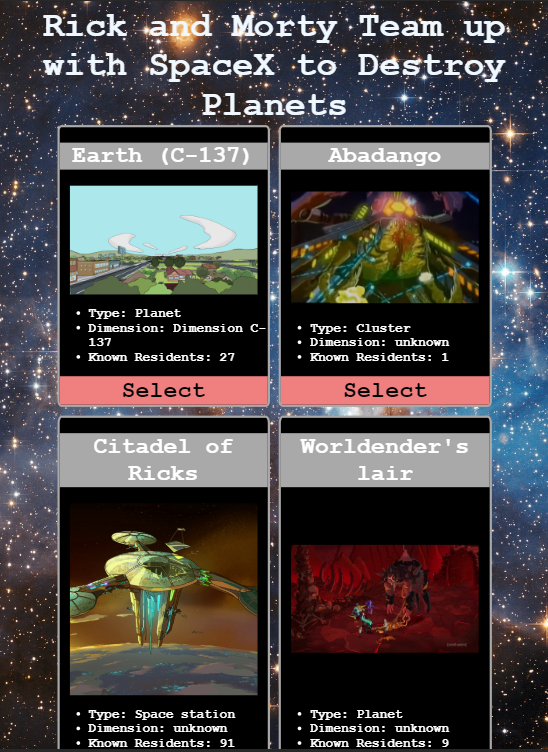 Rick and Morty Team up
with SpaceX to Destroy
Planets
Earth (C-137)
• Type: Planet
• Dimension: Dimension C-
137
• Known Residents: 27
Select
Abadango
• Type: Cluster
• Dimension: unknown
• Known Residents: 1
Select
Citadel of
Ricks
• Type: Space station
• Dimension: unknown
• Known Residents: 91
Worldender's
lair
• Type: Planet
• Dimension: unknown
• Known Residents: 9